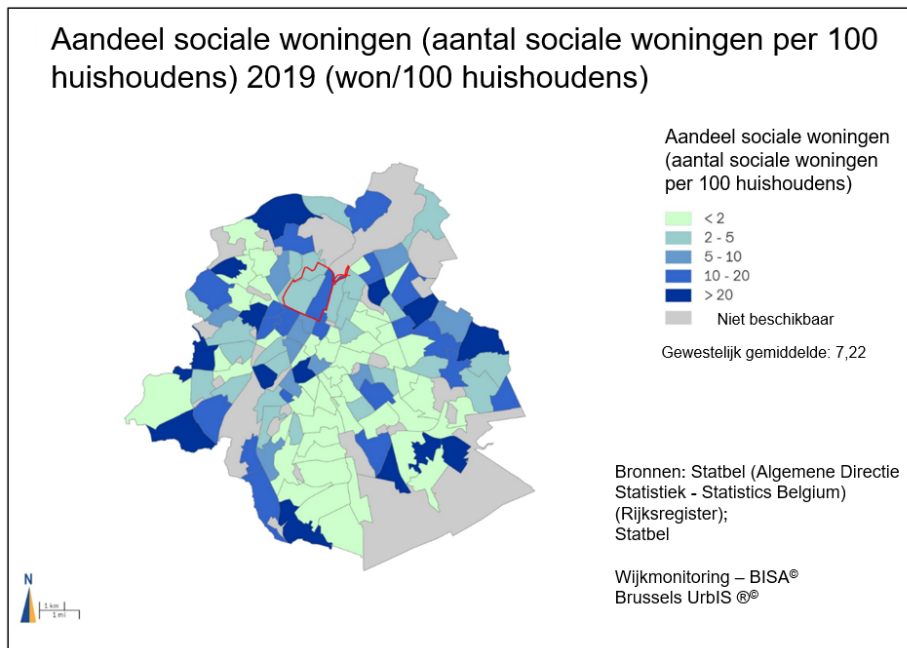 Aandeel sociale woningen (aantal sociale woningen per 100
huishoudens) 2019 (won/100 huishoudens)
Aandeel sociale woningen
(aantal sociale woningen
per 100 huishoudens)
< 2
2 - 5
5 - 10
10 - 20
> 20
Niet beschikbaar
Gewestelijk gemiddelde: 7,22
Bronnen: Statbel (Algemene Directie
Statistiek - Statistics Belgium)
(Rijksregister);
Statbel
Wijkmonitoring – BISA©
Brussels UrbIS ®©
N
1 km
1 mi